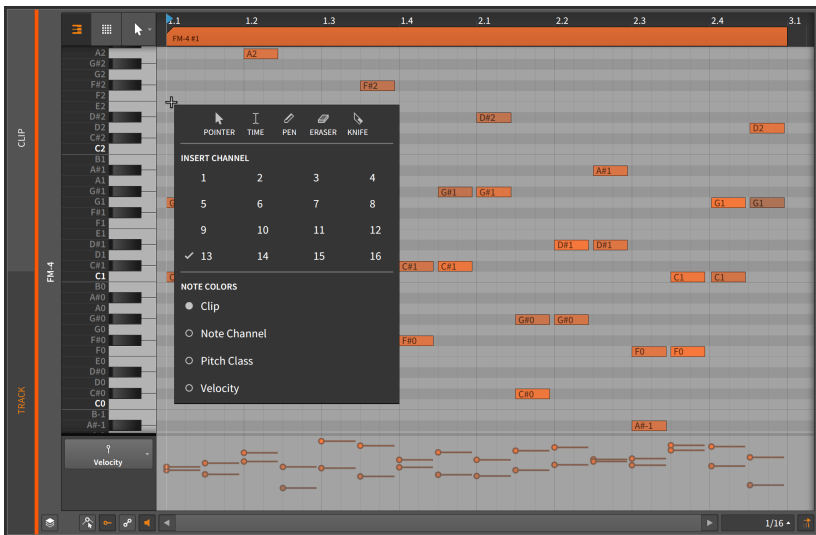 1.1 1.2 1.3 1.4 2.1 2.2 2.3 2.4 3.1
FM-4 #1
CLIP
TRACK
FM-4
A2
G#2
G2
F#2
F2
E2
D#2
D2
C#2
C2
B1
A#1
A1
G#1
G1
F#1
F1
E1
D#1
D1
C#1
C1
B0
A#0
A0
G#0
G0
F#0
F0
E0
D#0
D0
C#0
C0
B-1
A#-1
A2
F#2
D#2
D2
A#1
G#1 G#1
G G1 G1
D#1 D#1
C#1 C#1
C C1 C1
G#0 G#0
F#0
F0 F0
C#0
A#-1
POINTER TIME PEN ERASER KNIFE
INSERT CHANNEL
1 2 3 4
5 6 7 8
9 10 11 12
13 14 15 16
NOTE COLORS
Clip
Note Channel
Pitch Class
Velocity
Velocity
1/16